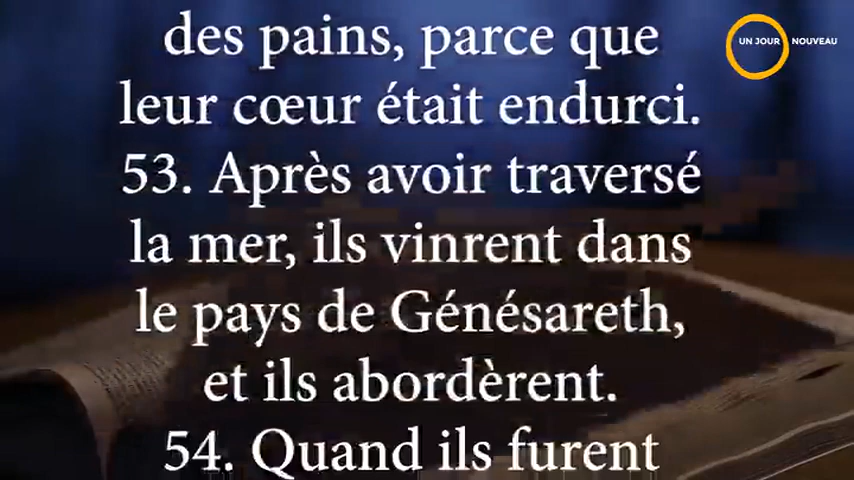 des pains, parce que
UN JOUR NOUVEAU
leur cœur était endurci.
53. Après avoir traversé
la mer, ils vinrent dans
le pays de Génésareth,
et ils abordèrent.
54. Quand ils furent